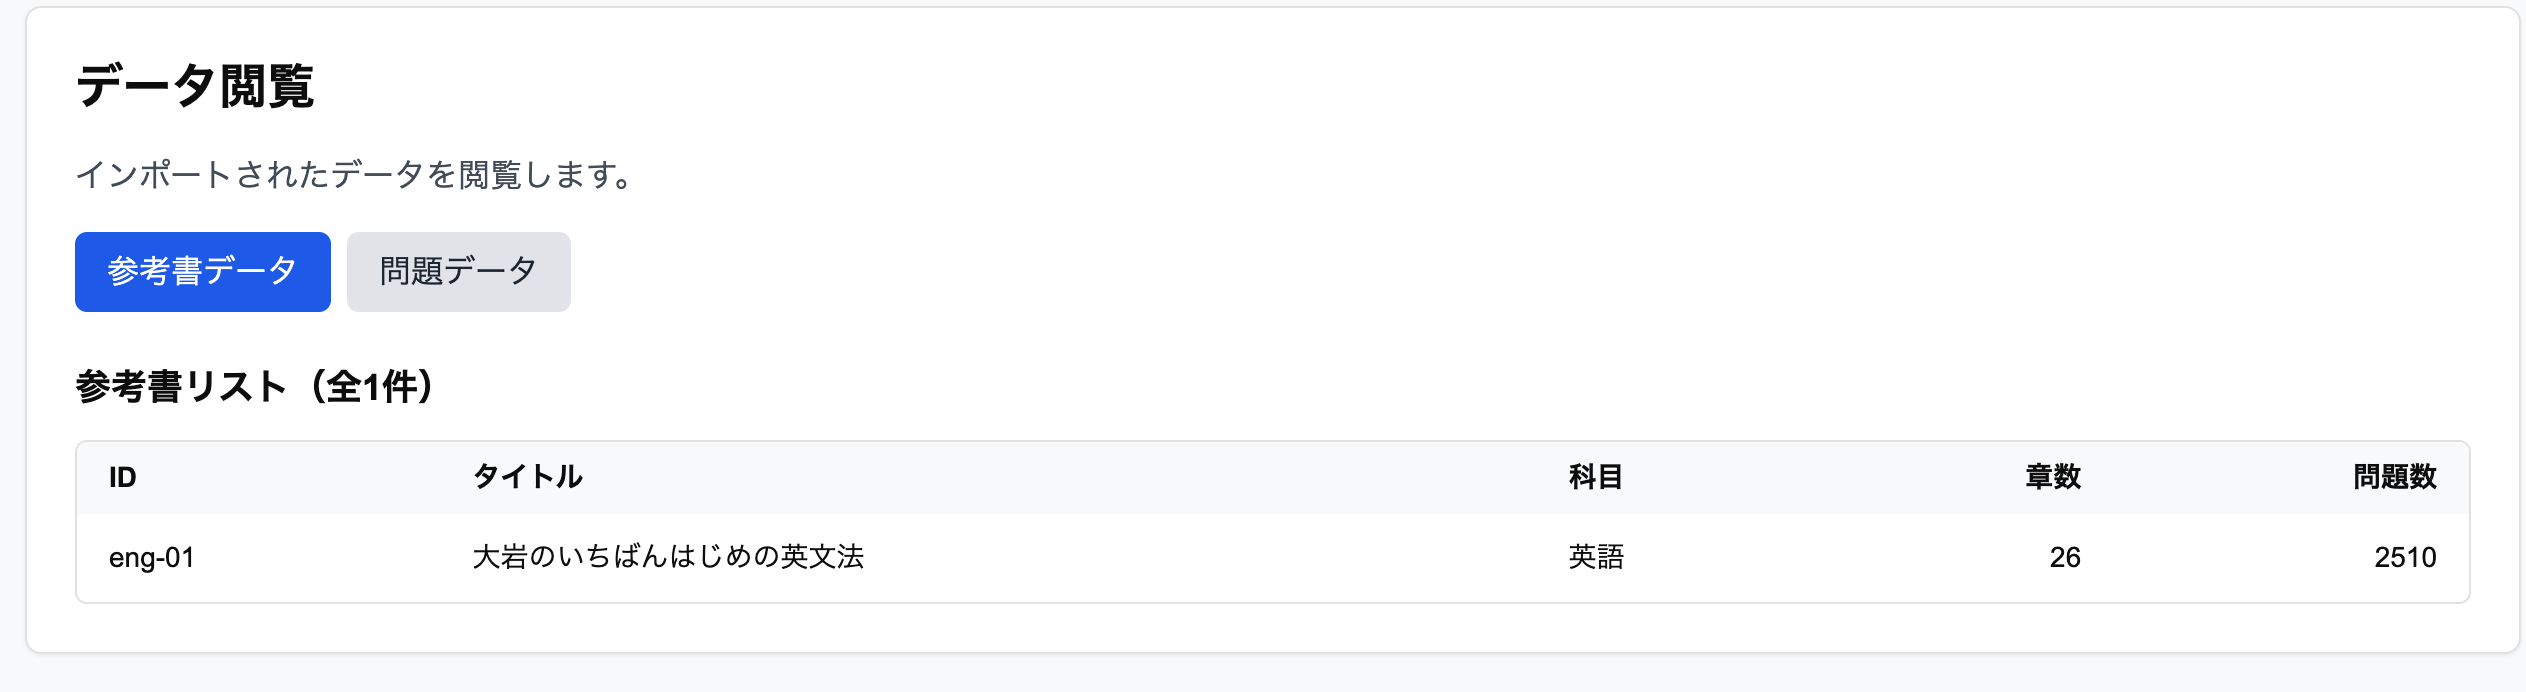 データ閲覧
インポートされたデータを閲覧します。
参考書データ 問題データ
参考書リスト（全1件）
ID タイトル 科目 章数 問題数
eng-01 大岩のいちばんはじめの英文法 英語 26 2510